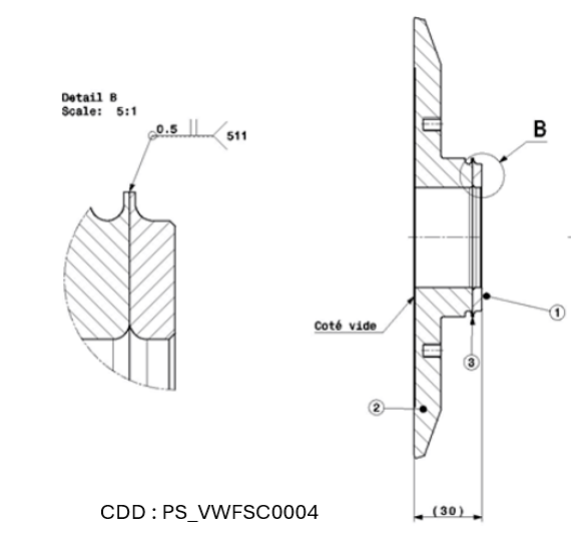 Detail B
Scale: 5:1
0.5
511
B
Coté vide
1
3
2
(30)
CDD : PS_VWFSC0004